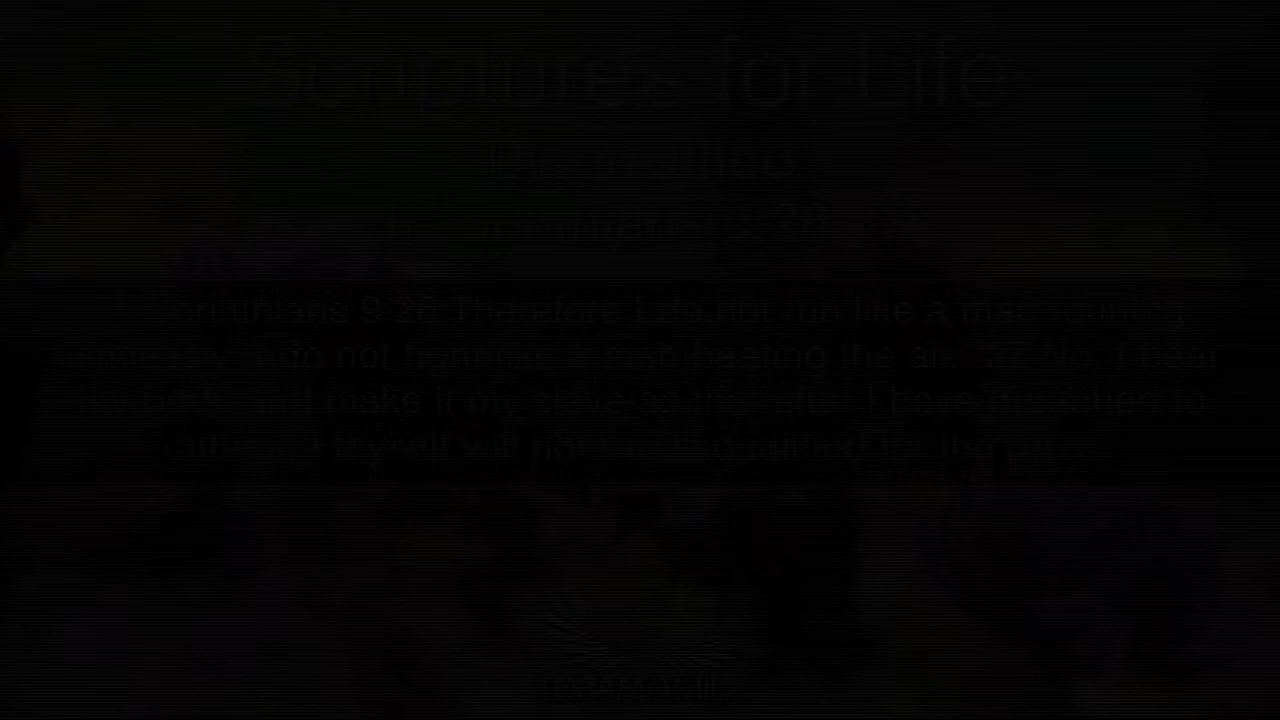 Scriptures for Life
Disqualified
1 Corinthians 9:26
1 Corinthians 9:26 Therefore I do not run like a man running
aimlessly; I do not fight like a man beating the air. 27 No, I beat
my body and make it my slave so that after I have preached to
others, I myself will not be disqualified for the prize.